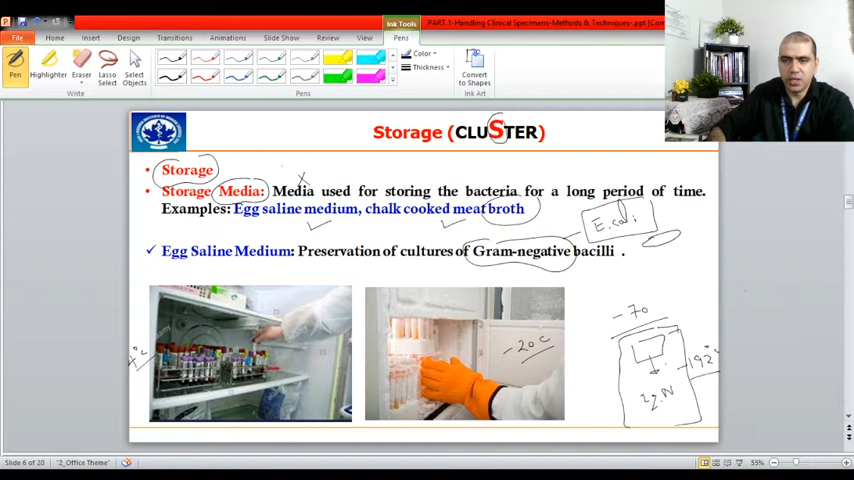 Ink Tools
PART 1-Handling Clinical Specimens-Methods & Techniques-.ppt [Com
File Home Insert Design Transitions Animations Slide Show Review View Pens
Pen Highlighter Eraser Lasso Select Select Objects Color Thickness Convert to Shapes
Write Pens Ink Art
Storage (CLUSTER)
• Storage
• Storage Media: Media used for storing the bacteria for a long period of time.
Examples: Egg saline medium, chalk cooked meat broth
E.coli
✓ Egg Saline Medium: Preservation of cultures of Gram-negative bacilli .
-70
-20°C
4°C
-192°C
Slide 6 of 20 '2_Office Theme' 55%